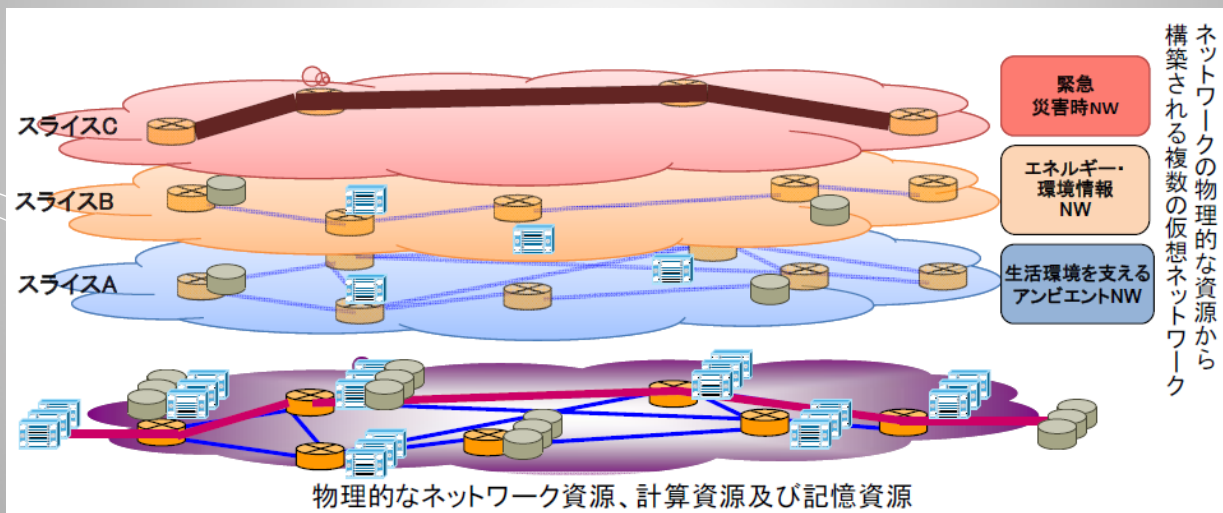 スライスC
緊急
災害時NW
スライスB
エネルギー・
環境情報
NW
スライスA
生活環境を支える
アンビエントNW
ネットワークの物理的な資源から
構築される複数の仮想ネットワーク
物理的なネットワーク資源、計算資源及び記憶資源